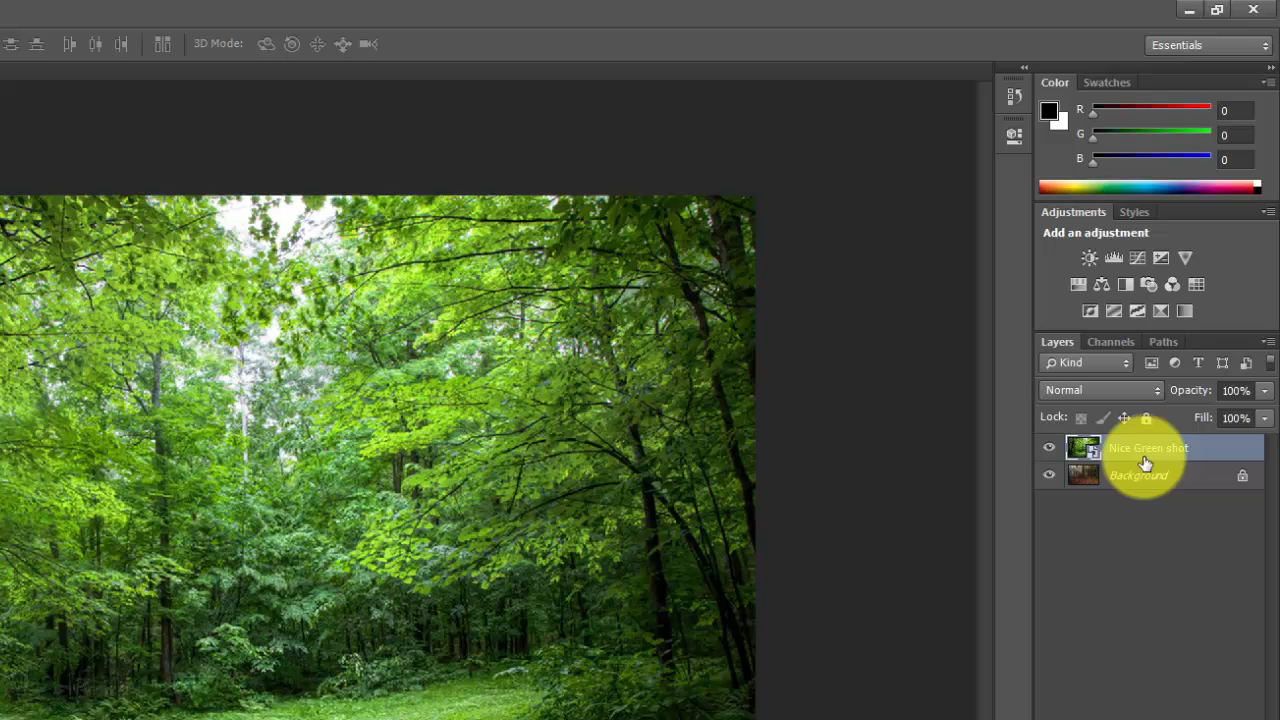 3D Mode:
Essentials
Color Swatches
R 0
G 0
B 0
Adjustments Styles
Add an adjustment
Layers Channels Paths
Kind
Normal Opacity: 100%
Lock: Fill: 100%
Nice Green shot
Background